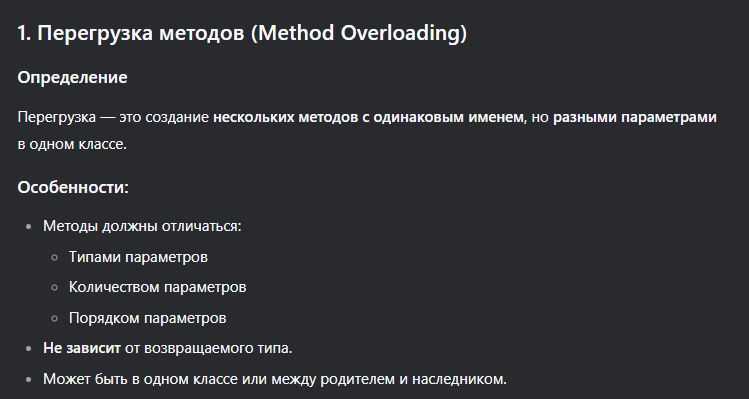 1. Перегрузка методов (Method Overloading)
Определение
Перегрузка — это создание нескольких методов с одинаковым именем, но разными параметрами
в одном классе.
Особенности:
Методы должны отличаться:
Типами параметров
Количеством параметров
Порядком параметров
Не зависит от возвращаемого типа.
Может быть в одном классе или между родителем и наследником.